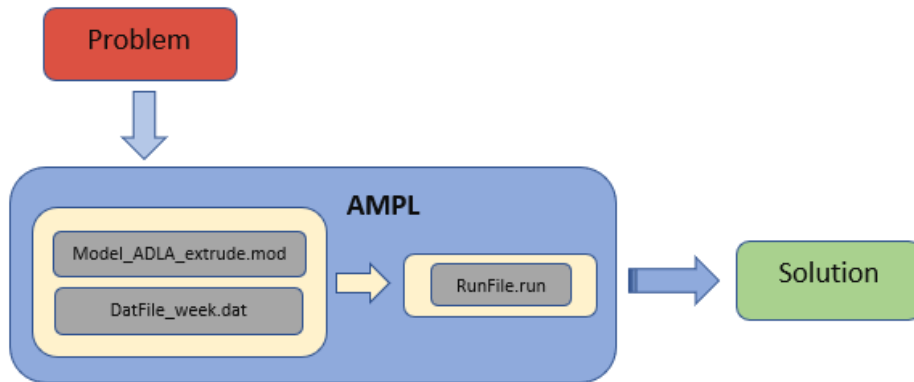 Problem
AMPL
Model_ADLA_extrude.mod
DatFile_week.dat
RunFile.run
Solution